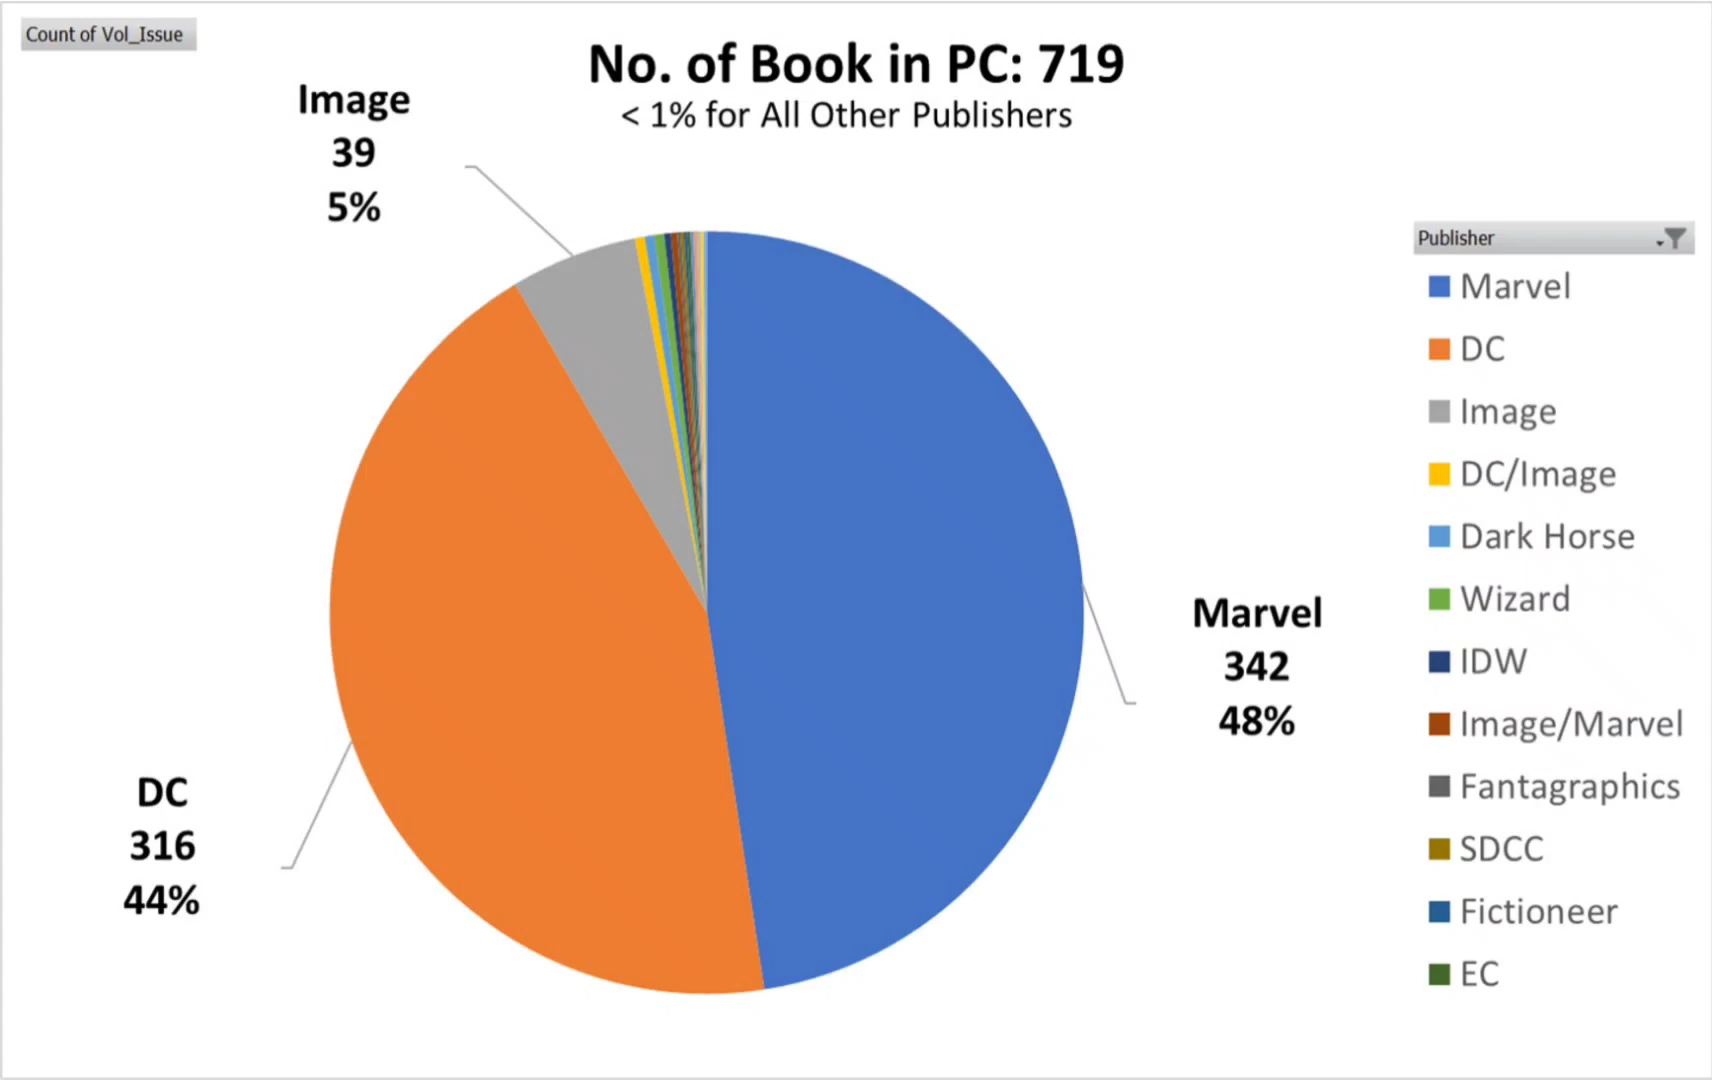 Count of Vol_Issue
No. of Book in PC: 719
< 1% for All Other Publishers
Image
39
5%
Marvel
342
48%
DC
316
44%
Publisher
Marvel
DC
Image
DC/Image
Dark Horse
Wizard
IDW
Image/Marvel
Fantagraphics
SDCC
Fictioneer
EC